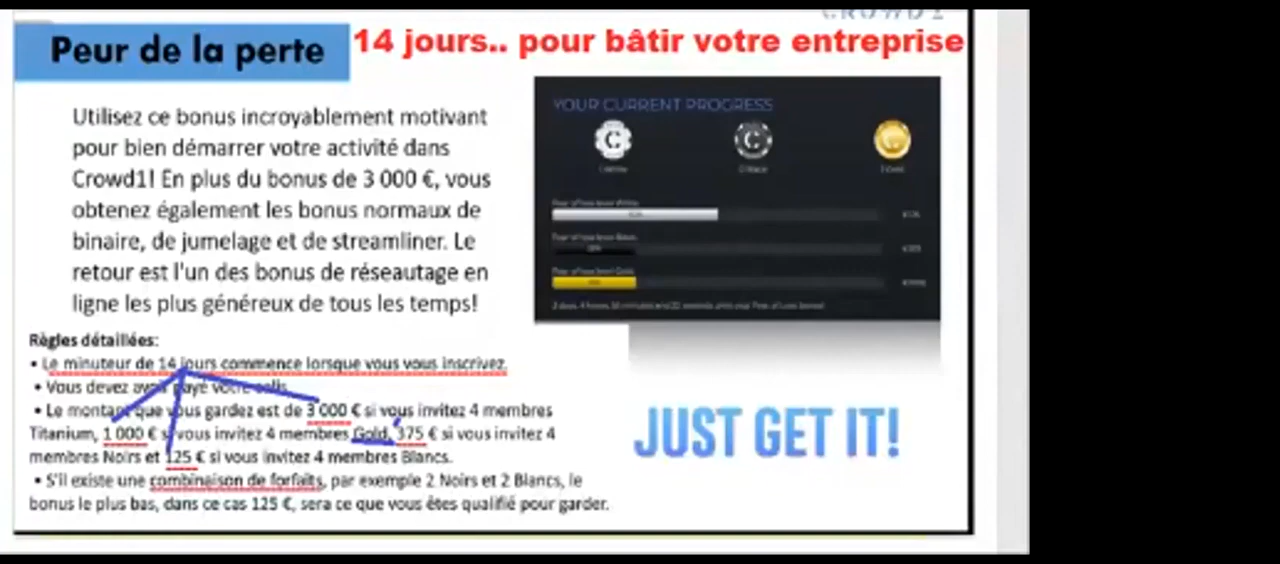 Peur de la perte
14 jours.. pour bâtir votre entreprise
Utilisez ce bonus incroyablement motivant
pour bien démarrer votre activité dans
Crowd1! En plus du bonus de 3 000 €, vous
obtenez également les bonus normaux de
binaire, de jumelage et de streamliner. Le
retour est l'un des bonus de réseautage en
ligne les plus généreux de tous les temps!
YOUR CURRENT PROGRESS
Règles détaillées:
• Le minuteur de 14 jours commence lorsque vous vous inscrivez.
• Vous devez avoir payé votre
• Le montant que vous gardez est de 3 000 € si vous invitez 4 membres
Titanium, 1 000 € si vous invitez 4 membres Gold, 375 € si vous invitez 4
membres Noirs et 125 € si vous invitez 4 membres Blancs.
• S'il existe une combinaison de forfaits, par exemple 2 Noirs et 2 Blancs, le
bonus le plus bas, dans ce cas 125 €, sera ce que vous êtes qualifié pour garder.
JUST GET IT!